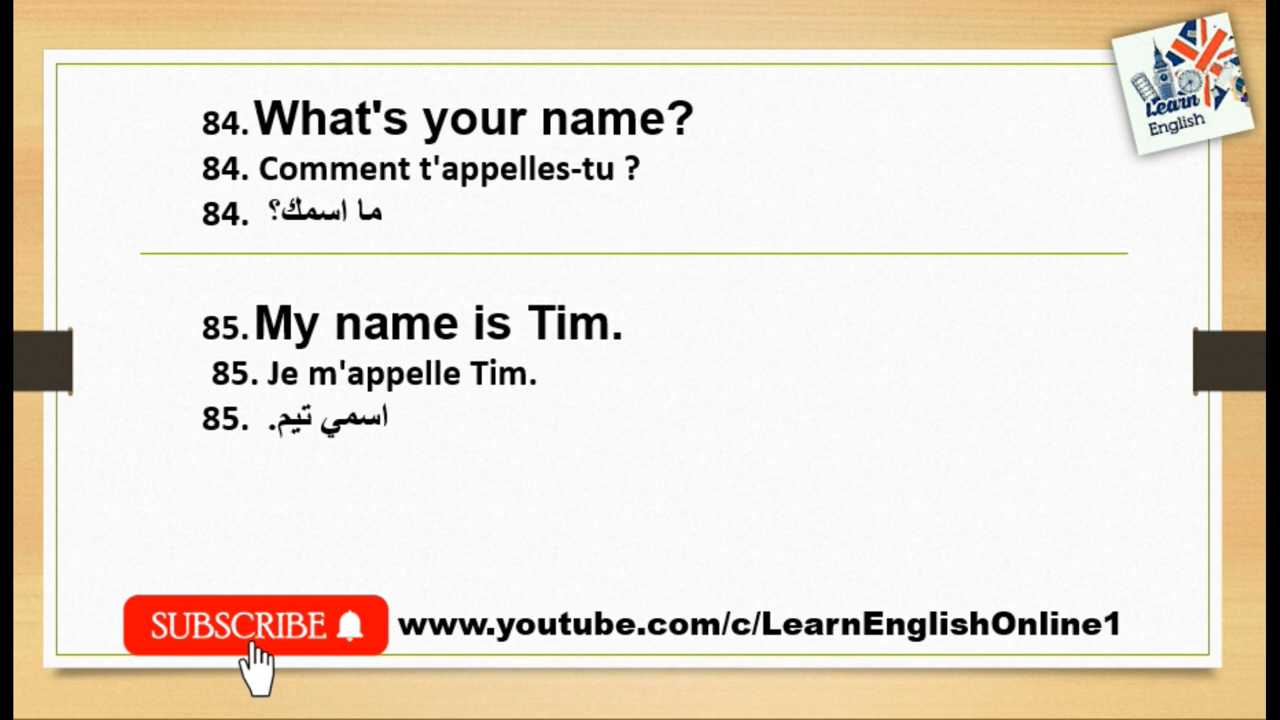 Learn
English
84. What's your name?
84. Comment t'appelles-tu ?
84. ما اسمك؟
85. My name is Tim.
85. Je m'appelle Tim.
85. اسمي تيم.
SUBSCRIBE
www.youtube.com/c/LearnEnglishOnline1